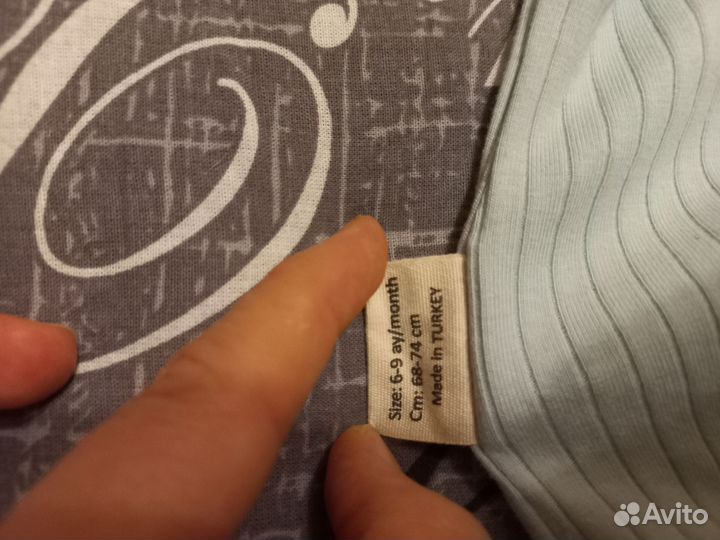 Size: 6-9 ay/month
Cm: 68-74 cm
Made in TURKEY
Avito